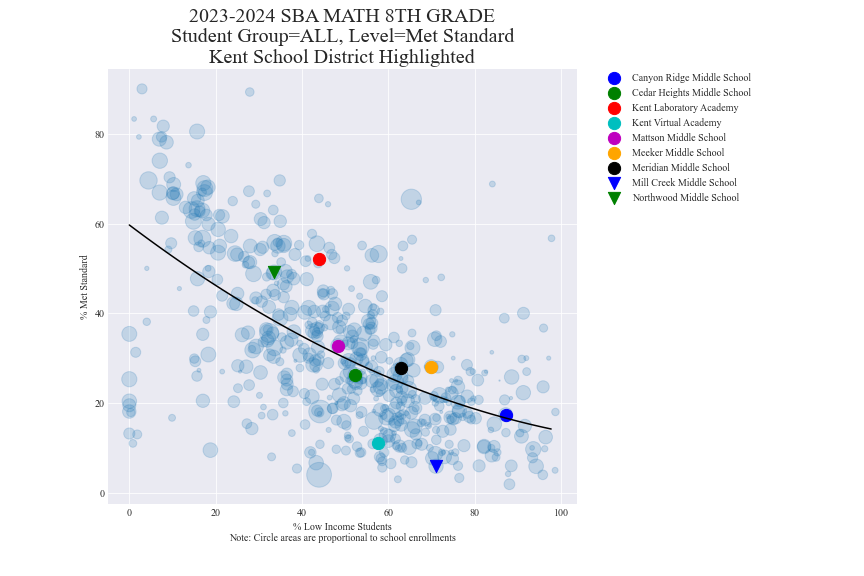 2023-2024 SBA MATH 8TH GRADE
Student Group=ALL, Level=Met Standard
Kent School District Highlighted
Canyon Ridge Middle School
Cedar Heights Middle School
Kent Laboratory Academy
Kent Virtual Academy
Mattson Middle School
Meeker Middle School
Meridian Middle School
Mill Creek Middle School
Northwood Middle School
% Met Standard
80
60
40
20
0
0 20 40 60 80 100
% Low Income Students
Note: Circle areas are proportional to school enrollments